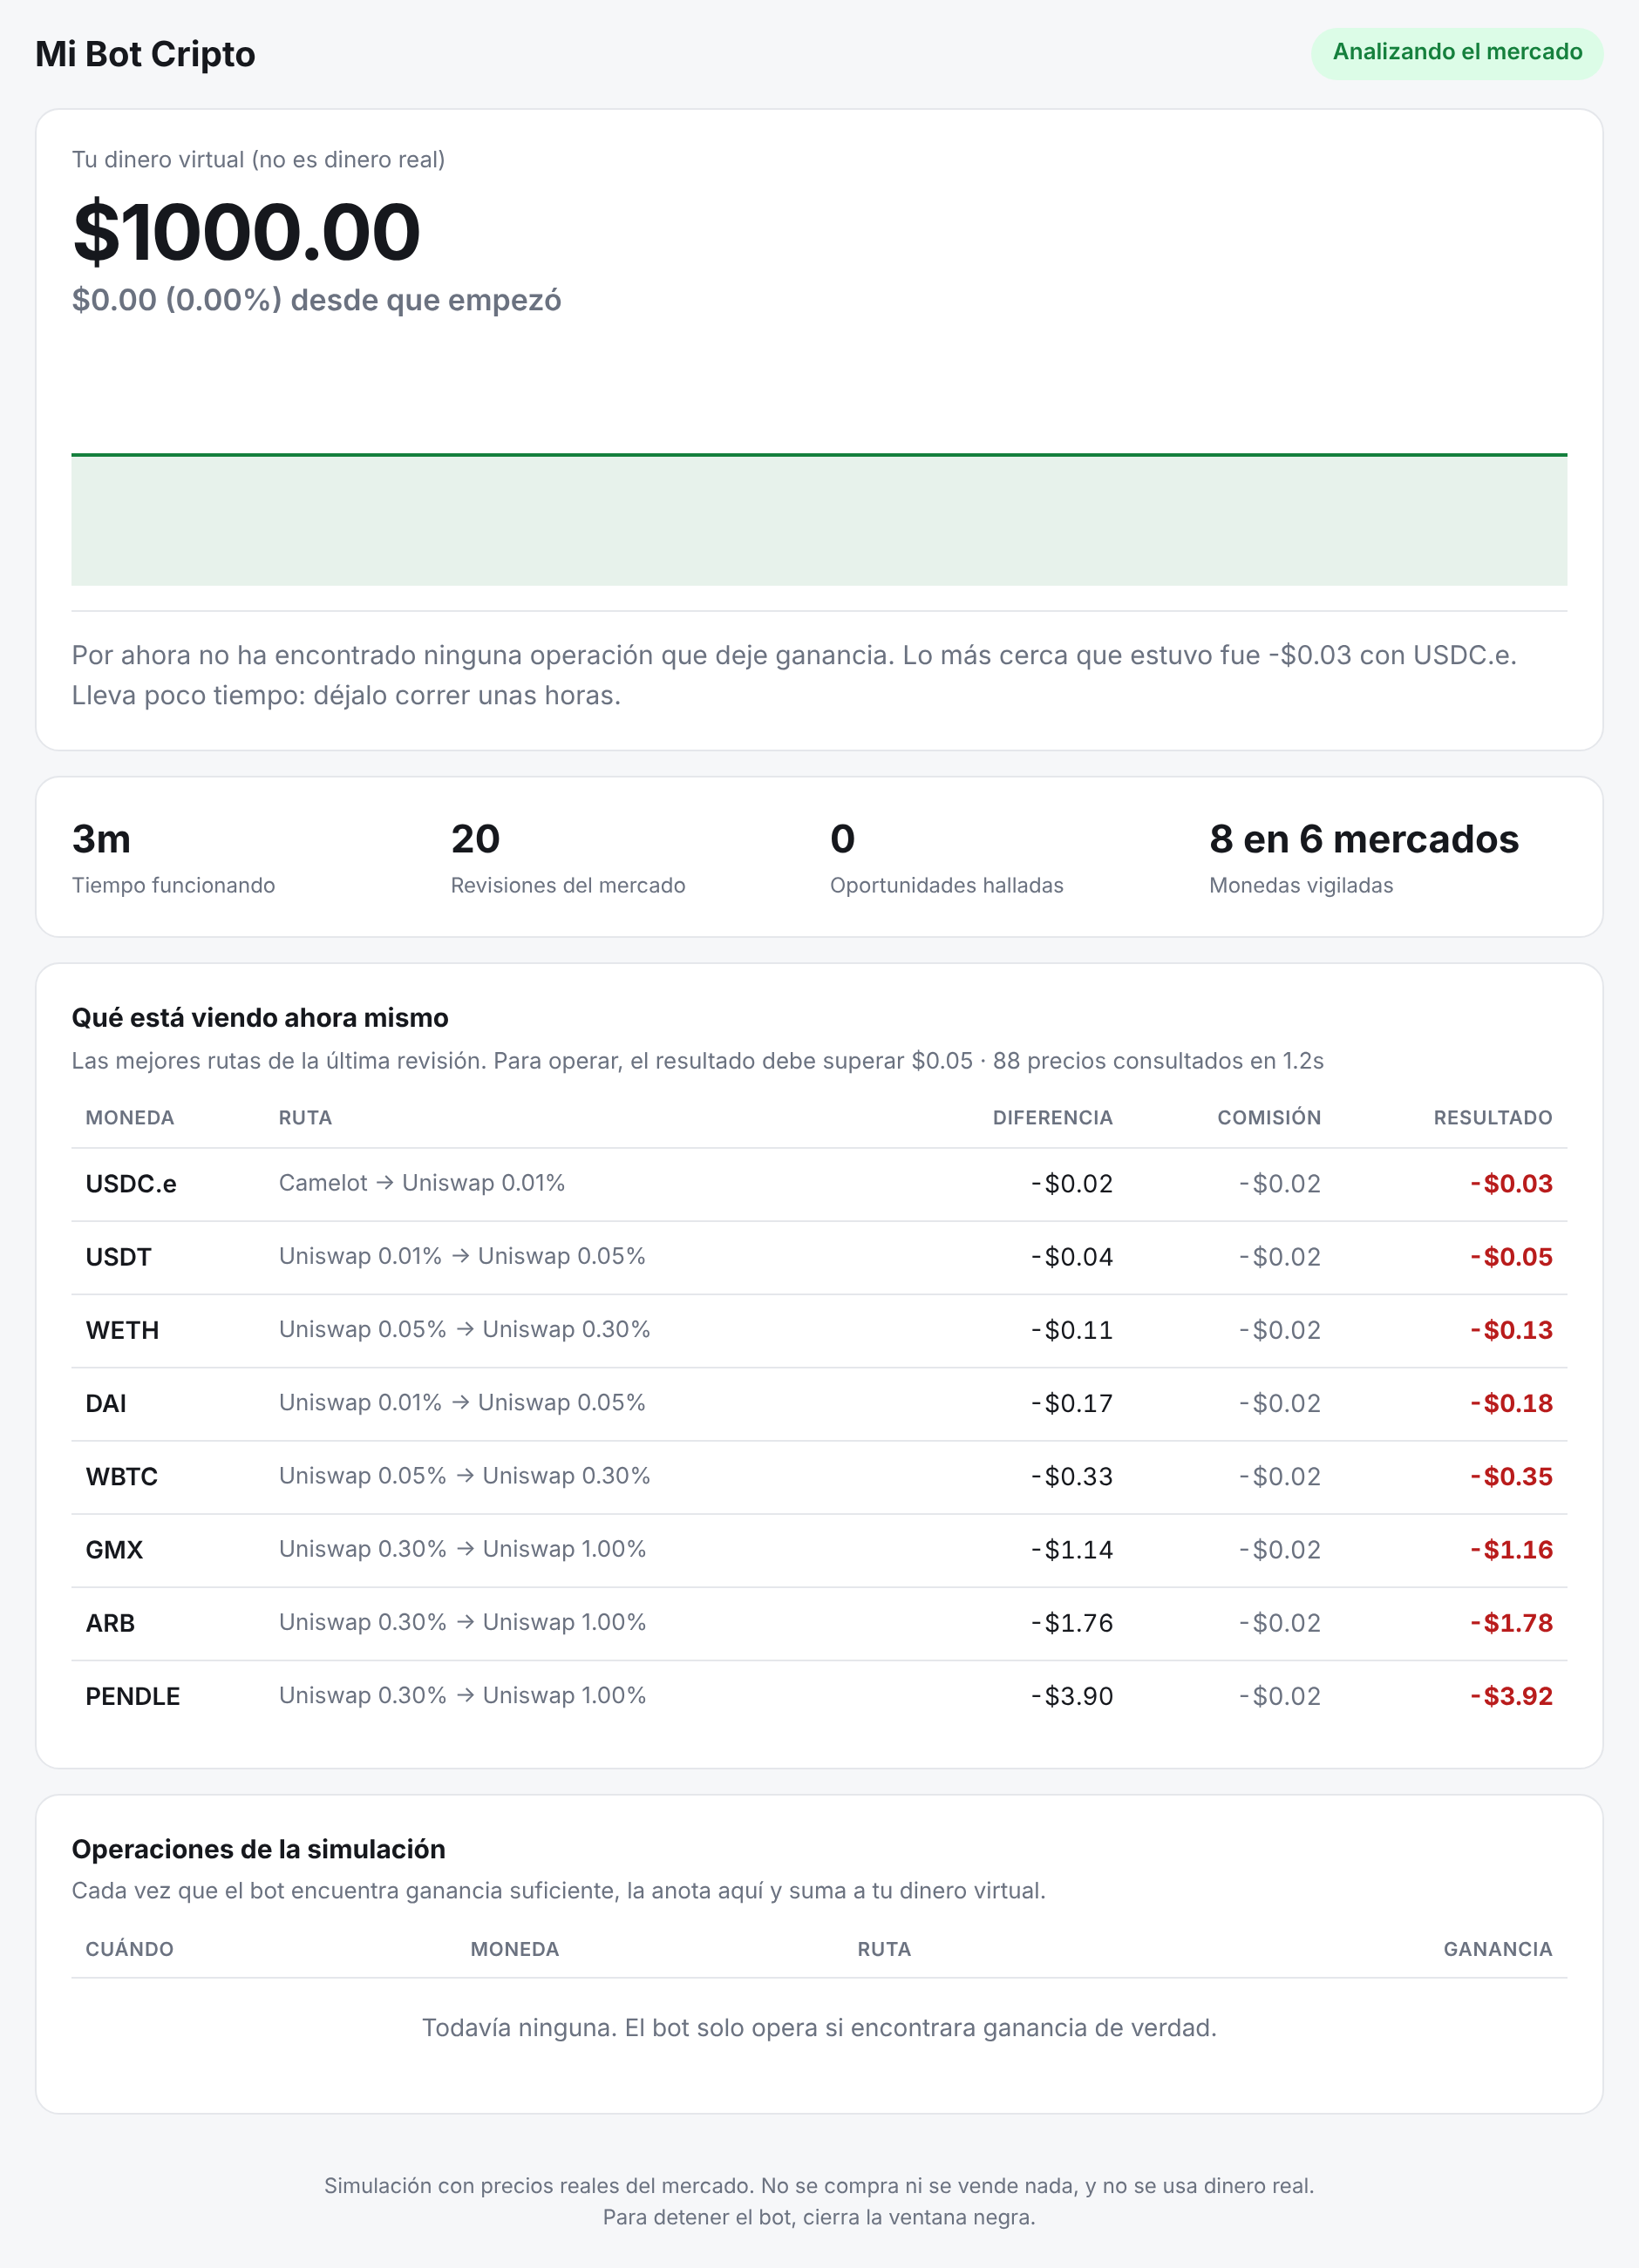 Mi Bot Cripto
Analizando el mercado
Tu dinero virtual (no es dinero real)
$1000.00
$0.00 (0.00%) desde que empezó
Por ahora no ha encontrado ninguna operación que deje ganancia. Lo más cerca que estuvo fue -$0.03 con USDC.e.
Lleva poco tiempo: déjalo correr unas horas.
3m
Tiempo funcionando
20
Revisiones del mercado
0
Oportunidades halladas
8 en 6 mercados
Monedas vigiladas
Qué está viendo ahora mismo
Las mejores rutas de la última revisión. Para operar, el resultado debe superar $0.05 · 88 precios consultados en 1.2s
MONEDA RUTA DIFERENCIA COMISIÓN RESULTADO
USDC.e Camelot → Uniswap 0.01% -$0.02 -$0.02 -$0.03
USDT Uniswap 0.01% → Uniswap 0.05% -$0.04 -$0.02 -$0.05
WETH Uniswap 0.05% → Uniswap 0.30% -$0.11 -$0.02 -$0.13
DAI Uniswap 0.01% → Uniswap 0.05% -$0.17 -$0.02 -$0.18
WBTC Uniswap 0.05% → Uniswap 0.30% -$0.33 -$0.02 -$0.35
GMX Uniswap 0.30% → Uniswap 1.00% -$1.14 -$0.02 -$1.16
ARB Uniswap 0.30% → Uniswap 1.00% -$1.76 -$0.02 -$1.78
PENDLE Uniswap 0.30% → Uniswap 1.00% -$3.90 -$0.02 -$3.92
Operaciones de la simulación
Cada vez que el bot encuentra ganancia suficiente, la anota aquí y suma a tu dinero virtual.
CUÁNDO MONEDA RUTA GANANCIA
Todavía ninguna. El bot solo opera si encontrara ganancia de verdad.
Simulación con precios reales del mercado. No se compra ni se vende nada, y no se usa dinero real.
Para detener el bot, cierra la ventana negra.